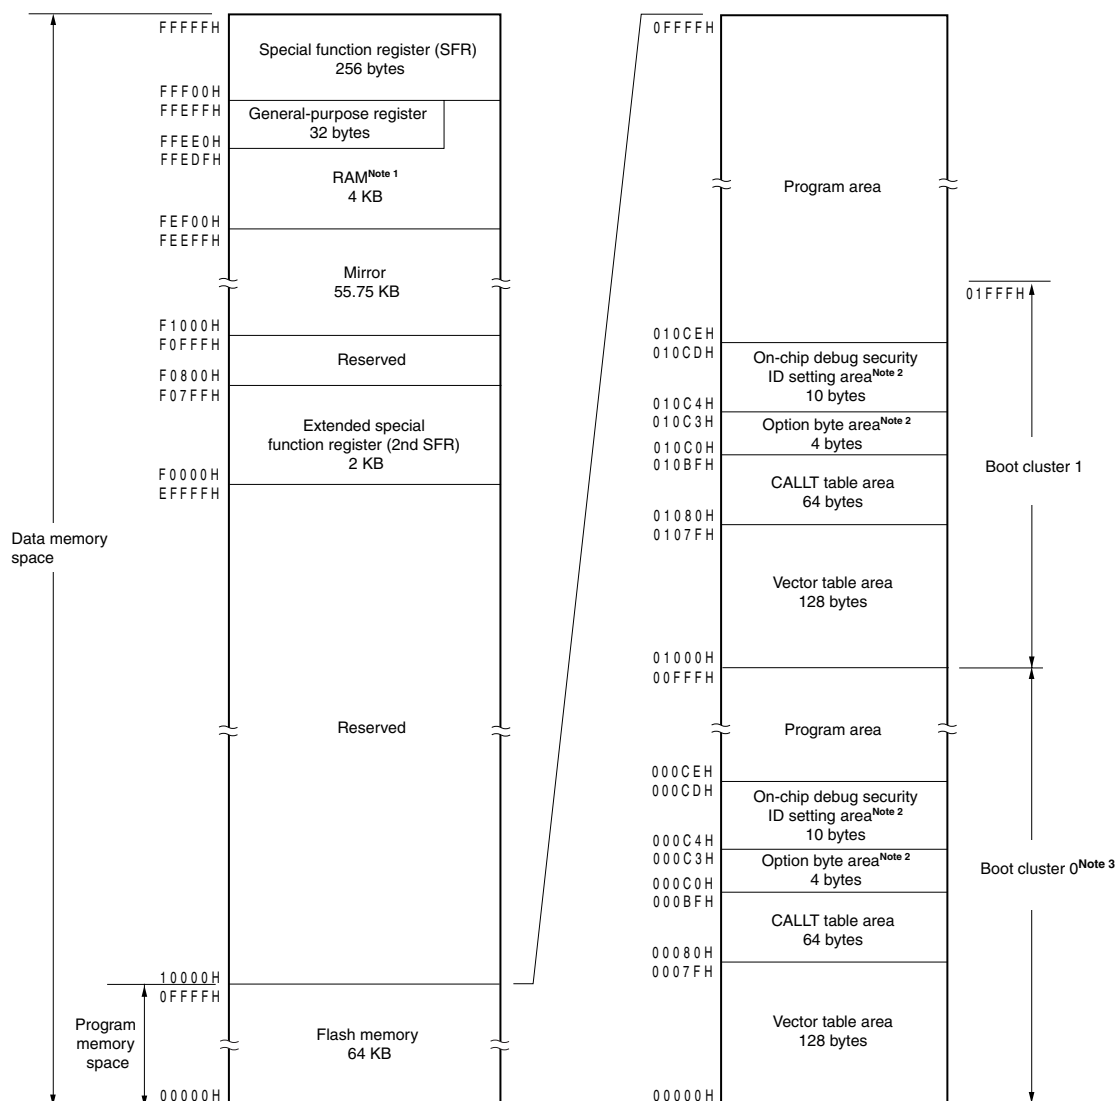 FFFFFH
Special function register (SFR)
256 bytes
FFF00H
FFEFFH
General-purpose register
32 bytes
FFEE0H
FFEDFH
RAMNote 1
4 KB
FEF00H
FEEFFH
Mirror
55.75 KB
F1000H
F0FFFH
Reserved
F0800H
F07FFH
Extended special
function register (2nd SFR)
2 KB
F0000H
EFFFFH
Data memory
space
Reserved
10000H
0FFFFH
Program
memory
space
Flash memory
64 KB
00000H
0FFFFH
Program area
01FFFH
010CEH
010CDH
On-chip debug security
ID setting areaNote 2
10 bytes
010C4H
010C3H
Option byte areaNote 2
4 bytes
010C0H
010BFH
Boot cluster 1
CALLT table area
64 bytes
01080H
0107FH
Vector table area
128 bytes
01000H
00FFFH
Program area
000CEH
000CDH
On-chip debug security
ID setting areaNote 2
10 bytes
000C4H
000C3H
Option byte areaNote 2
4 bytes
Boot cluster 0Note 3
000C0H
000BFH
CALLT table area
64 bytes
00080H
0007FH
Vector table area
128 bytes
00000H